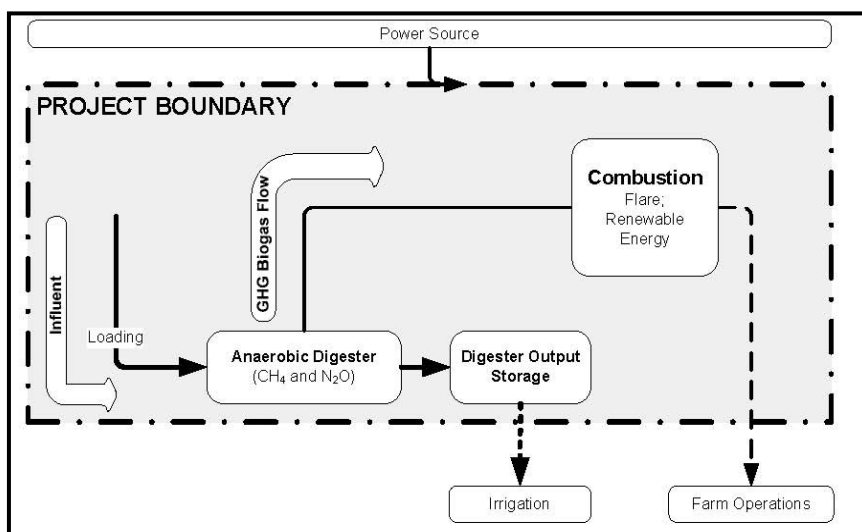 Power Source
PROJECT BOUNDARY
GHG Biogas Flow
Combustion
Flare;
Renewable
Energy
Influent
Loading
Anaerobic Digester
(CH₄ and N₂O)
Digester Output
Storage
Irrigation
Farm Operations